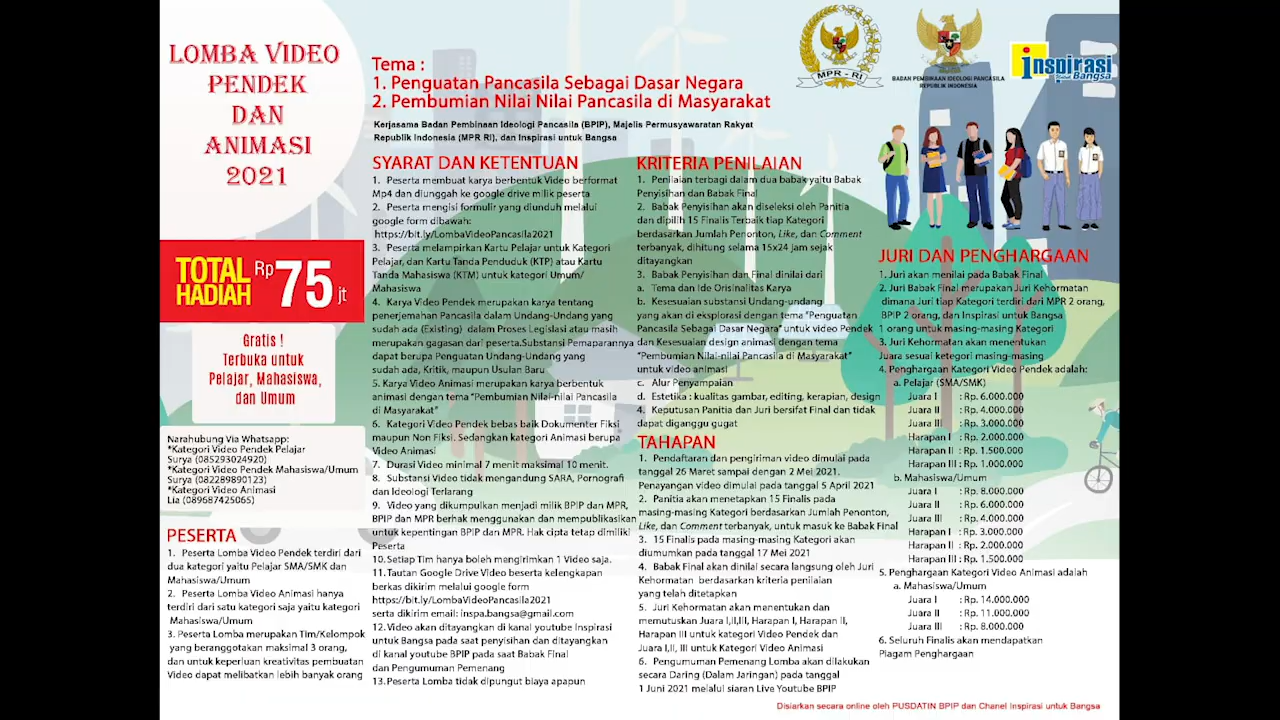 LOMBA VIDEO
PENDEK
DAN
ANIMASI
2021
TOTAL
HADIAH
Rp 75 jt
Gratis !
Terbuka untuk
Pelajar, Mahasiswa,
dan Umum
Narahubung Via Whatsapp:
*Kategori Video Pendek Pelajar
Surya (085293024920)
*Kategori Video Pendek Mahasiswa/Umum
Surya (082289890123)
*Kategori Video Animasi
Lia (089687425065)
PESERTA
1. Peserta Lomba Video Pendek terdiri dari
dua kategori yaitu Pelajar SMA/SMK dan
Mahasiswa/Umum
2. Peserta Lomba Video Animasi hanya
terdiri dari satu kategori saja yaitu kategori
Mahasiswa/Umum
3. Peserta Lomba merupakan Tim/Kelompok
yang beranggotakan maksimal 3 orang,
dan untuk keperluan kreativitas pembuatan
Video dapat melibatkan lebih banyak orang
Tema :
1. Penguatan Pancasila Sebagai Dasar Negara
2. Pembumian Nilai Nilai Pancasila di Masyarakat
Kerjasama Badan Pembinaan Ideologi Pancasila (BPIP), Majelis Permusyawaratan Rakyat
Republik Indonesia (MPR RI). dan Inspirasi untuk Bangsa
SYARAT DAN KETENTUAN
1. Peserta membuat karya berbentuk Video berformat
Mp4 dan diunggah ke google drive milik peserta
2. Peserta mengisi formulir yang diunduh melalui
google form dibawah:
https://bit.ly/LombaVideoPancasila2021
3. Peserta melampirkan Kartu Pelajar untuk Kategori
Pelajar, dan Kartu Tanda Penduduk (KTP) atau Kartu
Tanda Mahasiswa (KTM) untuk kategori Umum/
Mahasiswa
4. Karya Video Pendek merupakan karya tentang
penerjemahan Pancasila dalam Undang-Undang yang
sudah ada (Existing) dalam Proses Legislasi atau masih
merupakan gagasan dari peserta.Substansi Pemaparannya
dapat berupa Penguatan Undang-Undang yang
sudah ada, Kritik, maupun Usulan Baru
5. Karya Video Animasi merupakan karya berbentuk
animasi dengan tema "Pembumian Nilai-nilai Pancasila
di Masyarakat"
6. Kategori Video Pendek bebas baik Dokumenter Fiksi
maupun Non Fiksi. Sedangkan kategori Animasi berupa
Video Animasi
7. Durasi Video minimal 7 menit maksimal 10 menit.
8. Substansi Video tidak mengandung SARA, Pornografi
dan Ideologi Terlarang
9. Video yang dikumpulkan menjadi milik BPIP dan MPR,
BPIP dan MPR berhak menggunakan dan mempublikasikan
untuk kepentingan BPIP dan MPR. Hak cipta tetap dimiliki
Peserta
10. Setiap Tim hanya boleh mengirimkan 1 Video saja.
11. Tautan Google Drive Video beserta kelengkapan
berkas dikirim melalui google form
https://bit.ly/LombaVideoPancasila2021
serta dikirim email: inspa.bangsa@gmail.com
12. Video akan ditayangkan di kanal youtube Inspirasi
untuk Bangsa pada saat penyisihan dan ditayangkan
di kanal youtube BPIP pada saat Babak Final
dan Pengumuman Pemenang
13. Peserta Lomba tidak dipungut biaya apapun
KRITERIA PENILAIAN
1. Penilaian terbagi dalam dua babak yaitu Babak
Penyisihan dan Babak Final
2. Babak Penyisihan akan diseleksi oleh Panitia
dan dipilih 15 Finalis Terbaik tiap Kategori
berdasarkan Jumlah Penonton, Like, dan Comment
terbanyak, dihitung selama 15x24 jam sejak
ditayangkan
3. Babak Penyisihan dan Final dinilai dari
a. Tema dan Ide Orisinalitas Karya
b. Kesesuaian substansi Undang-undang
yang akan di eksplorasi dengan tema "Penguatan
Pancasila Sebagai Dasar Negara" untuk video Pendek
dan Kesesuaian design animasi dengan tema
"Pembumian Nilai-nilai Pancasila di Masyarakat"
untuk video animasi
c. Alur Penyampaian
d. Estetika : kualitas gambar, editing, kerapian, design
4. Keputusan Panitia dan Juri bersifat Final dan tidak
dapat diganggu gugat
TAHAPAN
1. Pendaftaran dan pengiriman video dimulai pada
tanggal 26 Maret sampai dengan 2 Mei 2021.
Penayangan video dimulai pada tanggal 5 April 2021
2. Panitia akan menetapkan 15 Finalis pada
masing-masing Kategori berdasarkan Jumlah Penonton,
Like, dan Comment terbanyak, untuk masuk ke Babak Final
3. 15 Finalis pada masing-masing Kategori akan
diumumkan pada tanggal 17 Mei 2021
4. Babak Final akan dinilai secara langsung oleh Juri
Kehormatan berdasarkan kriteria penilaian
yang telah ditetapkan
5. Juri Kehormatan akan menentukan dan
memutuskan Juara I,II,III, Harapan I, Harapan II,
Harapan III untuk kategori Video Pendek dan
Juara I,II, III untuk Kategori Video Animasi
6. Pengumuman Pemenang Lomba akan dilakukan
secara Daring (Dalam Jaringan) pada tanggal
1 Juni 2021 melalui siaran Live Youtube BPIP
MPR - RI
BADAN PEMBINAAN IDEOLOGI PANCASILA
REPUBLIK INDONESIA
inspirasi
untuk Bangsa
JURI DAN PENGHARGAAN
1. Juri akan menilai pada Babak Final
2. Juri Babak Final merupakan Juri Kehormatan
dimana Juri tiap Kategori terdiri dari MPR 2 orang,
BPIP 2 orang, dan Inspirasi untuk Bangsa
1 orang untuk masing-masing Kategori
3. Juri Kehormatan akan menentukan
Juara sesuai ketegori masing-masing
4. Penghargaan Kategori Video Pendek adalah:
a. Pelajar (SMA/SMK)
Juara I : Rp. 6.000.000
Juara II : Rp. 4.000.000
Juara III : Rp. 3.000.000
Harapan I : Rp. 2.000.000
Harapan II : Rp. 1.500.000
Harapan III : Rp. 1.000.000
b. Mahasiswa/Umum
Juara I : Rp. 8.000.000
Juara II : Rp. 6.000.000
Juara III : Rp. 4.000.000
Harapan I : Rp. 3.000.000
Harapan II : Rp. 2.000.000
Harapan III : Rp. 1.500.000
5. Penghargaan Kategori Video Animasi adalah
a. Mahasiswa/Umum
Juara I : Rp. 14.000.000
Juara II : Rp. 11.000.000
Juara III : Rp. 8.000.000
6. Seluruh Finalis akan mendapatkan
Piagam Penghargaan
Disiarkan secara online oleh PUSDATIN BPIP dan Chanel Inspirasi untuk Bangsa